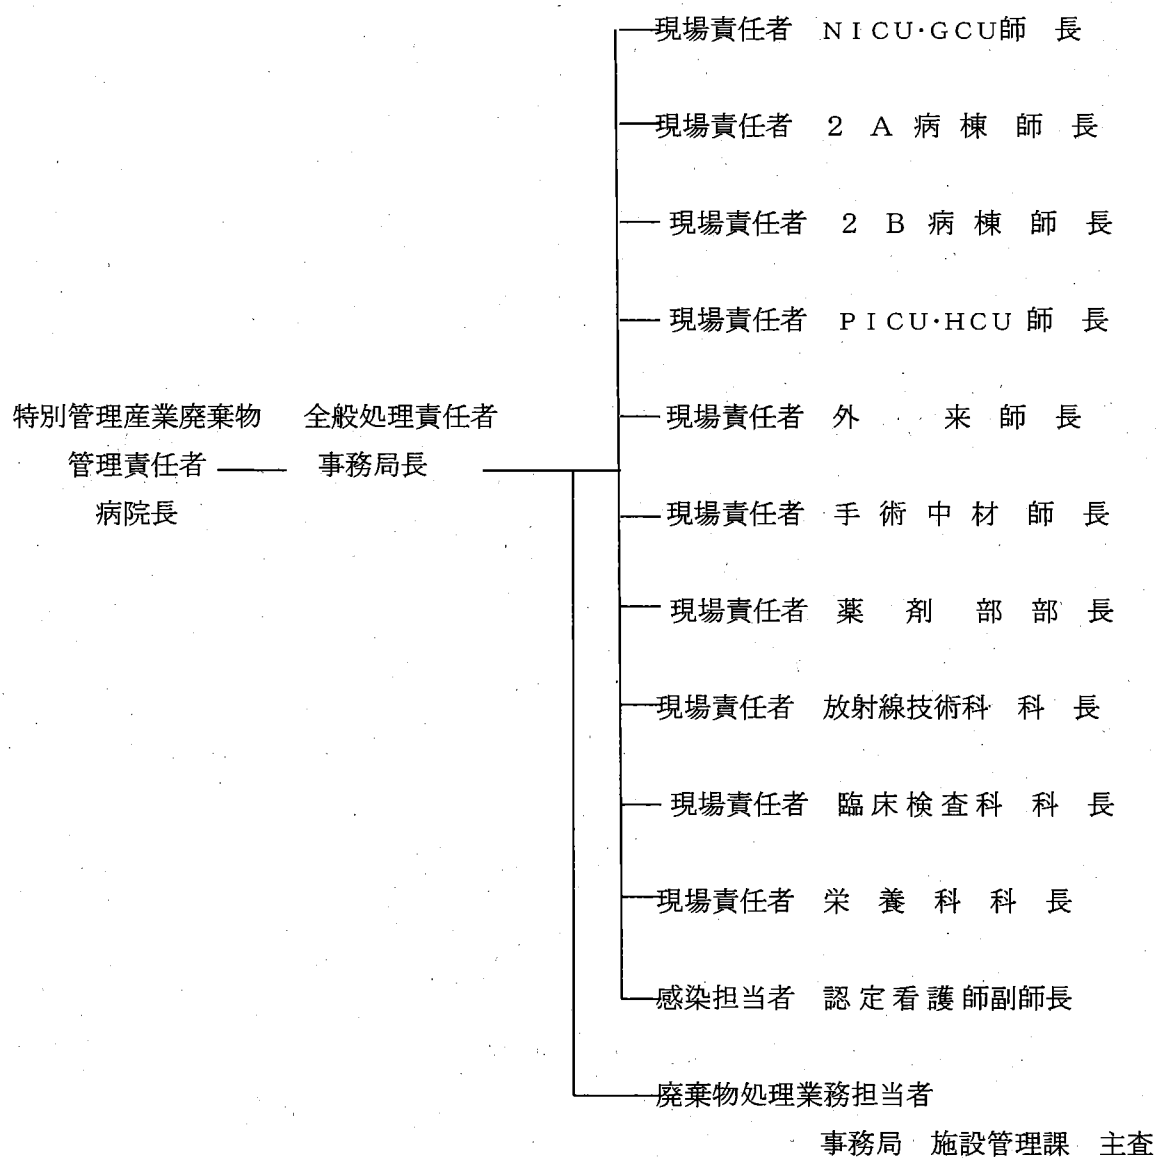 現場責任者 NICU・GCU師 長
現場責任者 2 A 病 棟 師 長
現場責任者 2 B 病 棟 師 長
現場責任者 PICU・HCU 師 長
特別管理産業廃棄物 全般処理責任者
現場責任者 外 来 師 長
管理責任者 事務局長
病院長
現場責任者 手 術 中 材 師 長
現場責任者 薬 剤 部 部 長
現場責任者 放射線技術科 科 長
現場責任者 臨床検査科 科 長
現場責任者 栄 養 科 科 長
感染担当者 認定看護師副師長
廃棄物処理業務担当者
事務局 施設管理課 主査